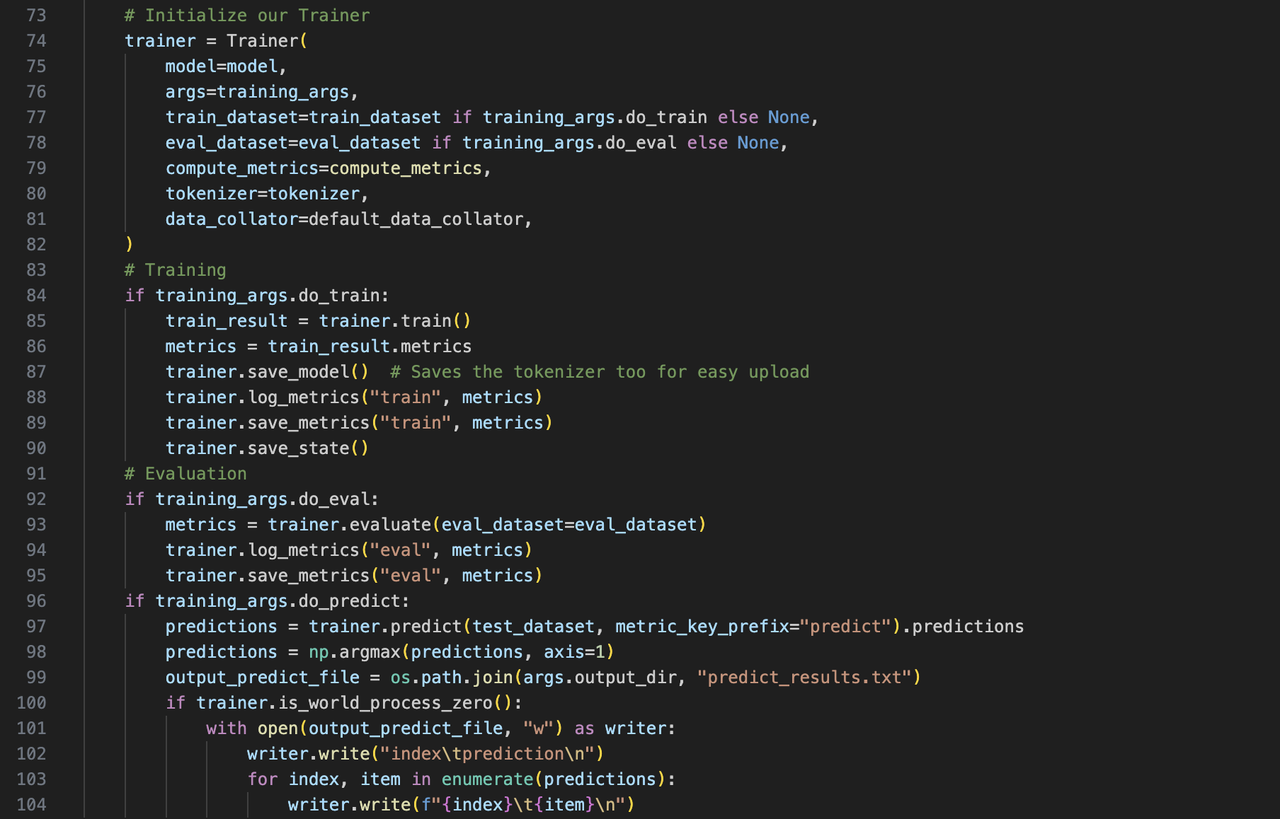 73 # Initialize our Trainer
74 trainer = Trainer(
75 model=model,
76 args=training_args,
77 train_dataset=train_dataset if training_args.do_train else None,
78 eval_dataset=eval_dataset if training_args.do_eval else None,
79 compute_metrics=compute_metrics,
80 tokenizer=tokenizer,
81 data_collator=default_data_collator,
82 )
83 # Training
84 if training_args.do_train:
85 train_result = trainer.train()
86 metrics = train_result.metrics
87 trainer.save_model()  # Saves the tokenizer too for easy upload
88 trainer.log_metrics("train", metrics)
89 trainer.save_metrics("train", metrics)
90 trainer.save_state()
91 # Evaluation
92 if training_args.do_eval:
93 metrics = trainer.evaluate(eval_dataset=eval_dataset)
94 trainer.log_metrics("eval", metrics)
95 trainer.save_metrics("eval", metrics)
96 if training_args.do_predict:
97 predictions = trainer.predict(test_dataset, metric_key_prefix="predict").predictions
98 predictions = np.argmax(predictions, axis=1)
99 output_predict_file = os.path.join(args.output_dir, "predict_results.txt")
100 if trainer.is_world_process_zero():
101 with open(output_predict_file, "w") as writer:
102 writer.write("index\tprediction\n")
103 for index, item in enumerate(predictions):
104 writer.write(f"{index}\t{item}\n")